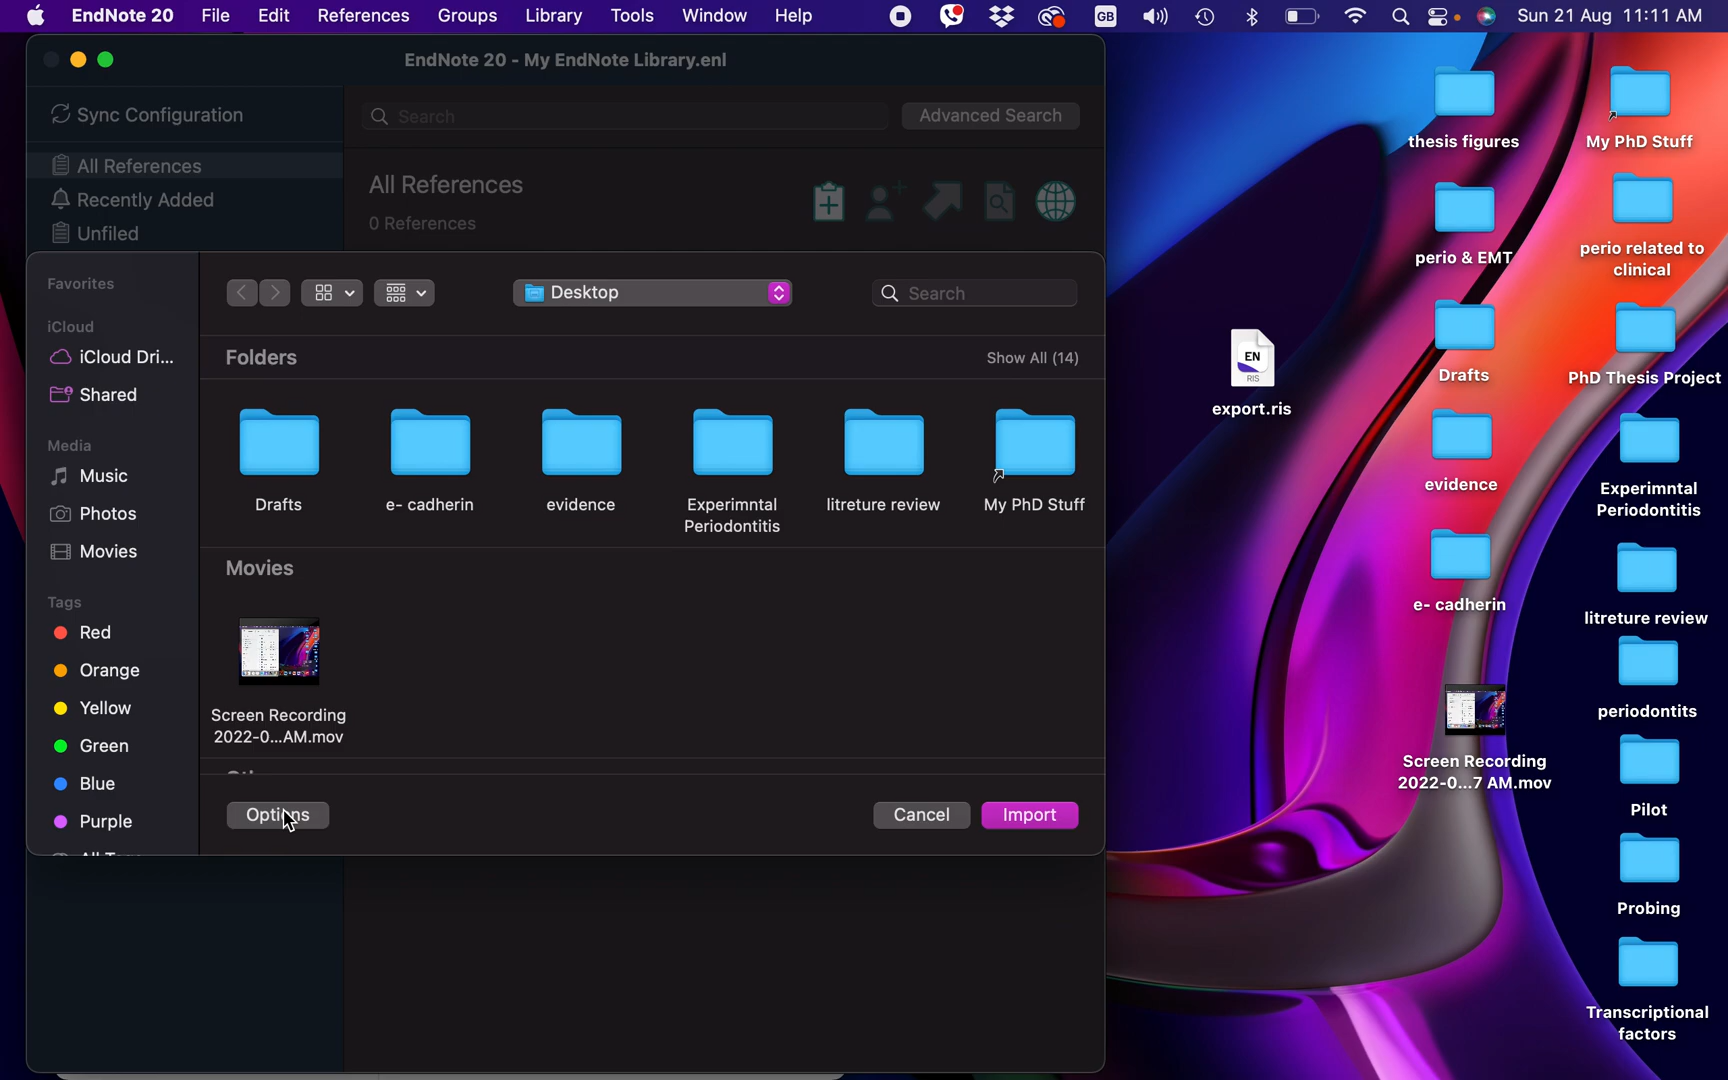 EndNote 20 File Edit References Groups Library Tools Window Help GB Sun 21 Aug 11:11 AM
EndNote 20 - My EndNote Library.enl
Sync Configuration
Search
Advanced Search
All References
Recently Added
Unfiled
All References
0 References
Favorites
iCloud
iCloud Dri...
Shared
Media
Music
Photos
Movies
Tags
Red
Orange
Yellow
Green
Blue
Purple
Desktop
Search
Folders
Show All (14)
Drafts
e- cadherin
evidence
Experimntal
Periodontitis
litreture review
My PhD Stuff
Movies
Screen Recording
2022-0...AM.mov
Options
Cancel
Import
EN
RIS
export.ris
thesis figures
perio & EMT
Drafts
evidence
e- cadherin
Screen Recording
2022-0...7 AM.mov
My PhD Stuff
perio related to
clinical
PhD Thesis Project
Experimntal
Periodontitis
litreture review
periodontits
Pilot
Probing
Transcriptional
factors